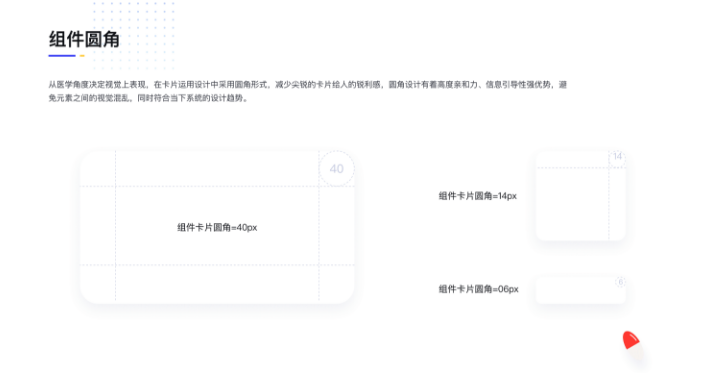 组件圆角
从医学角度决定视觉上表现，在卡片运用设计中采用圆角形式，减少尖锐的卡片给人的锐利感，圆角设计有着高度亲和力、信息引导性强优势，避
免元素之间的视觉混乱。同时符合当下系统的设计趋势。
40
14
组件卡片圆角=14px
组件卡片圆角=40px
6
组件卡片圆角=06px